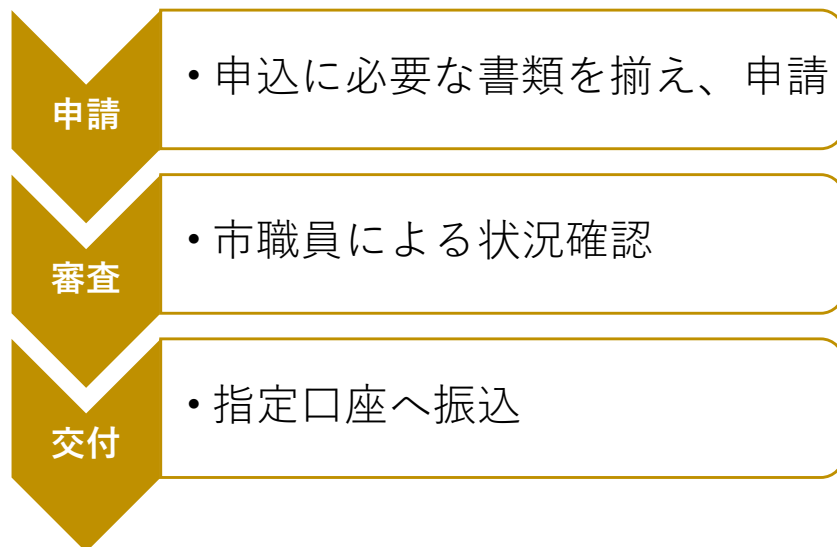 申請
• 申込に必要な書類を揃え、申請
審査
• 市職員による状況確認
交付
• 指定口座へ振込